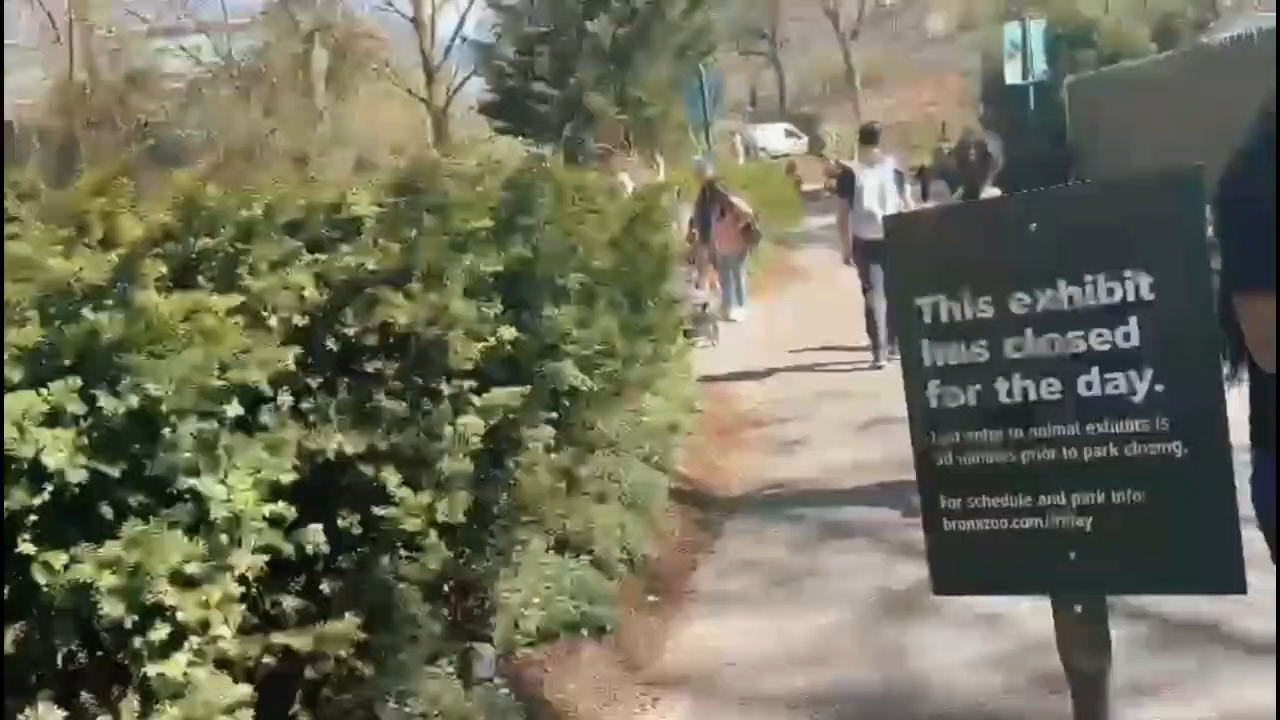 This exhibit
has closed
for the day.
to animal exhibits is
prior to park closing.
For schedule and park info:
bronxzoo.com/